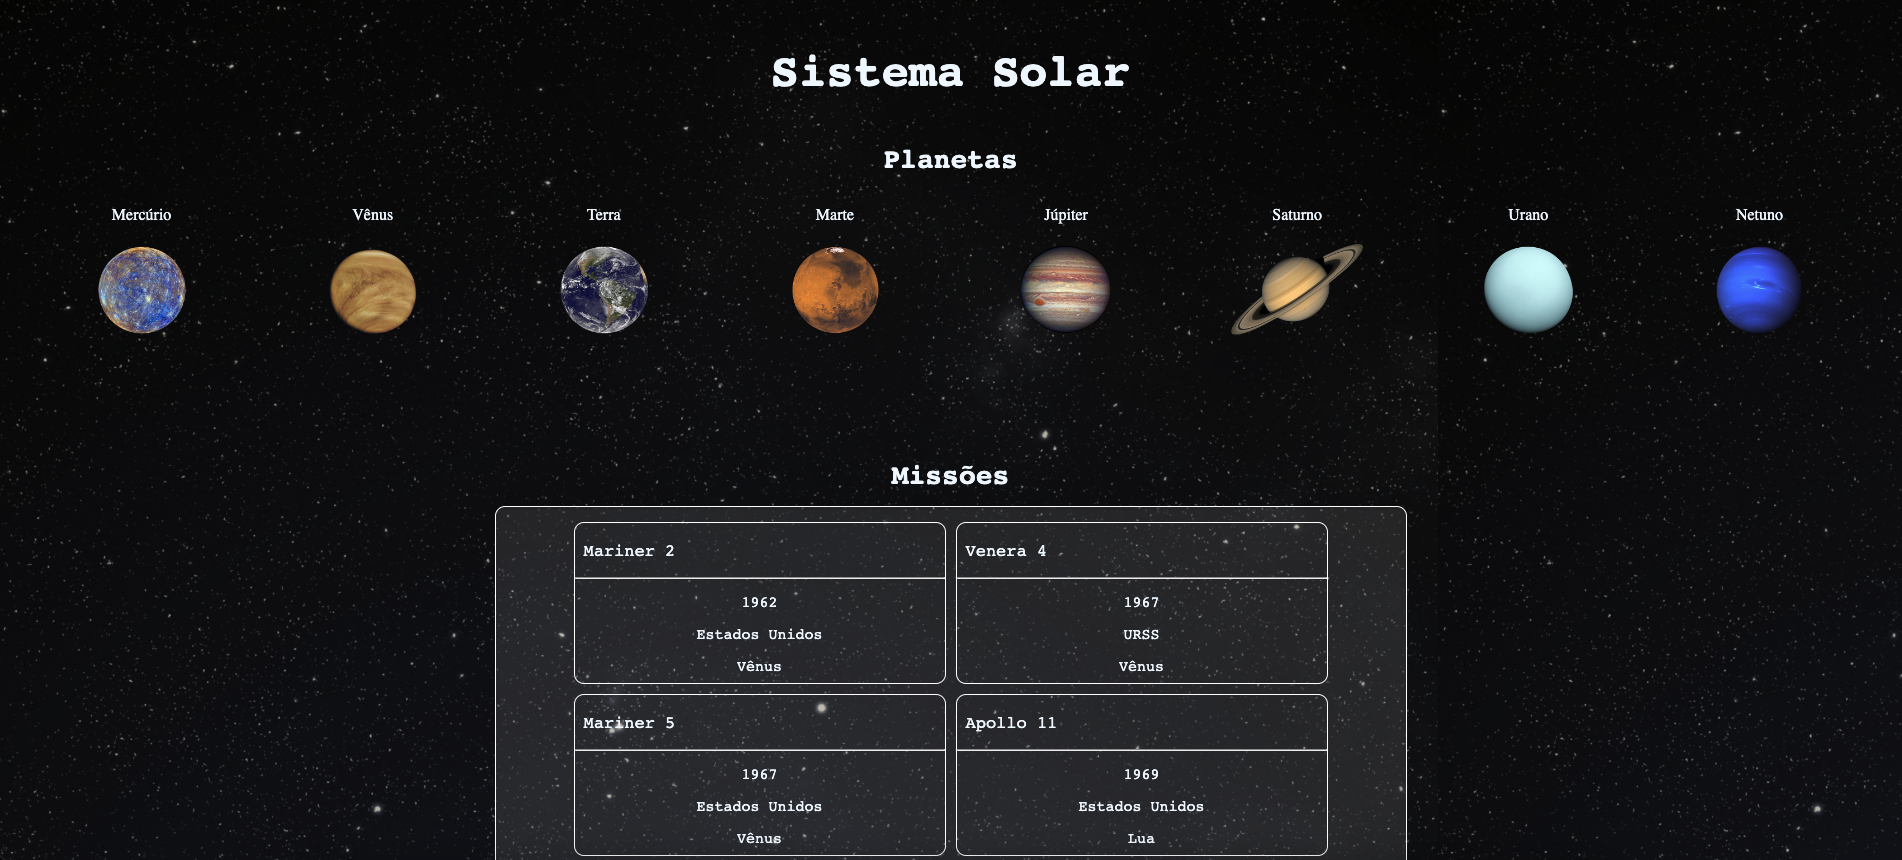 Sistema Solar
Planetas
Mercúrio Vênus Terra Marte Júpiter Saturno Urano Netuno
Missões
Mariner 2
1962
Estados Unidos
Vênus
Venera 4
1967
URSS
Vênus
Mariner 5
1967
Estados Unidos
Vênus
Apollo 11
1969
Estados Unidos
Lua